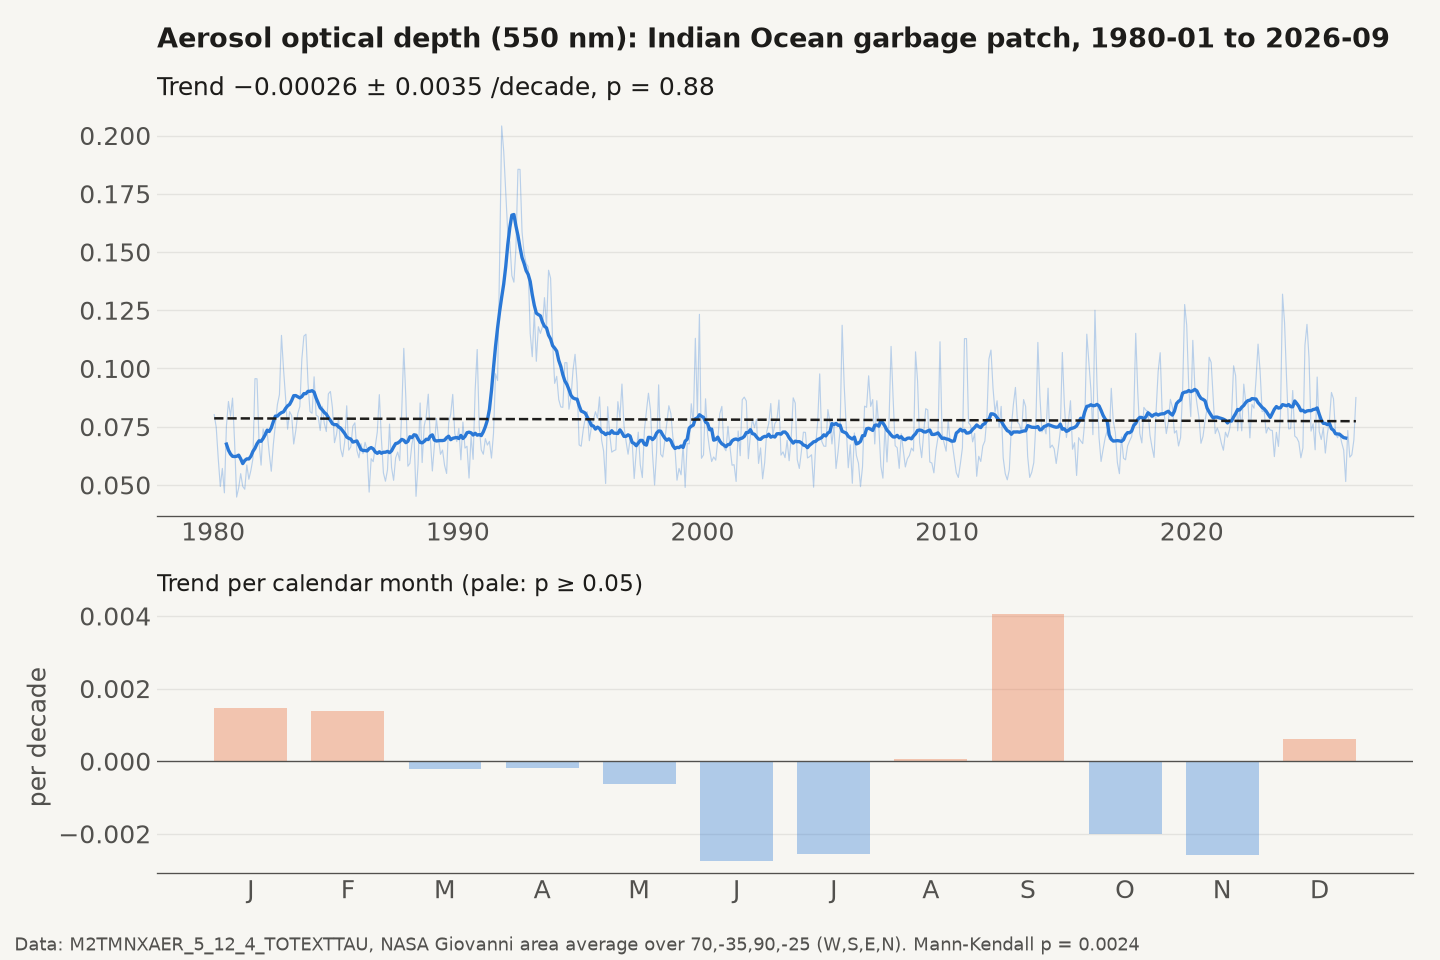 Aerosol optical depth (550 nm): Indian Ocean garbage patch, 1980-01 to 2026-09
Trend −0.00026 ± 0.0035 /decade, p = 0.88
0.200
0.175
0.150
0.125
0.100
0.075
0.050
1980 1990 2000 2010 2020
Trend per calendar month (pale: p ≥ 0.05)
per decade
0.004
0.002
0.000
−0.002
J F M A M J J A S O N D
Data: M2TMNXAER_5_12_4_TOTEXTTAU, NASA Giovanni area average over 70,-35,90,-25 (W,S,E,N). Mann-Kendall p = 0.0024